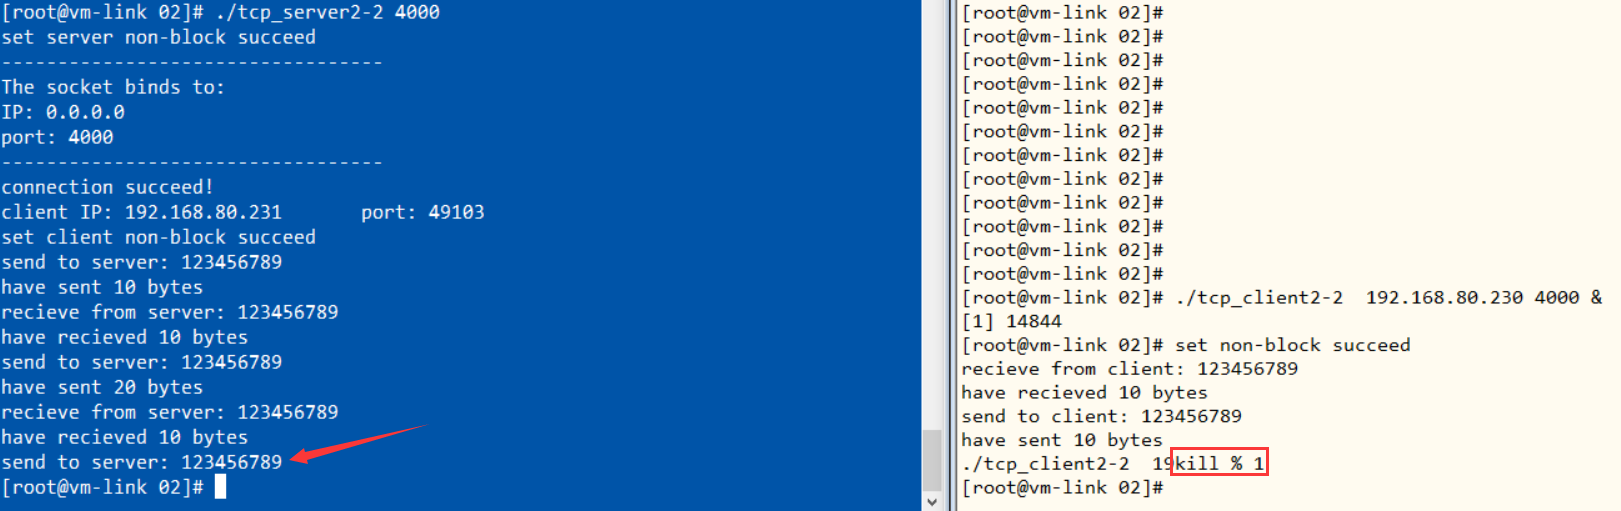 [root@vm-link 02]# ./tcp_server2-2 4000
set server non-block succeed
----------------------------------
The socket binds to:
IP: 0.0.0.0
port: 4000
----------------------------------
connection succeed!
client IP: 192.168.80.231       port: 49103
set client non-block succeed
send to server: 123456789
have sent 10 bytes
recieve from server: 123456789
have recieved 10 bytes
send to server: 123456789
have sent 20 bytes
recieve from server: 123456789
have recieved 10 bytes
send to server: 123456789
[root@vm-link 02]#
[root@vm-link 02]#
[root@vm-link 02]#
[root@vm-link 02]#
[root@vm-link 02]#
[root@vm-link 02]#
[root@vm-link 02]#
[root@vm-link 02]#
[root@vm-link 02]#
[root@vm-link 02]#
[root@vm-link 02]#
[root@vm-link 02]#
[root@vm-link 02]#
[root@vm-link 02]# ./tcp_client2-2  192.168.80.230 4000 &
[1] 14844
[root@vm-link 02]# set non-block succeed
recieve from client: 123456789
have recieved 10 bytes
send to client: 123456789
have sent 10 bytes
./tcp_client2-2  19kill % 1
[root@vm-link 02]#